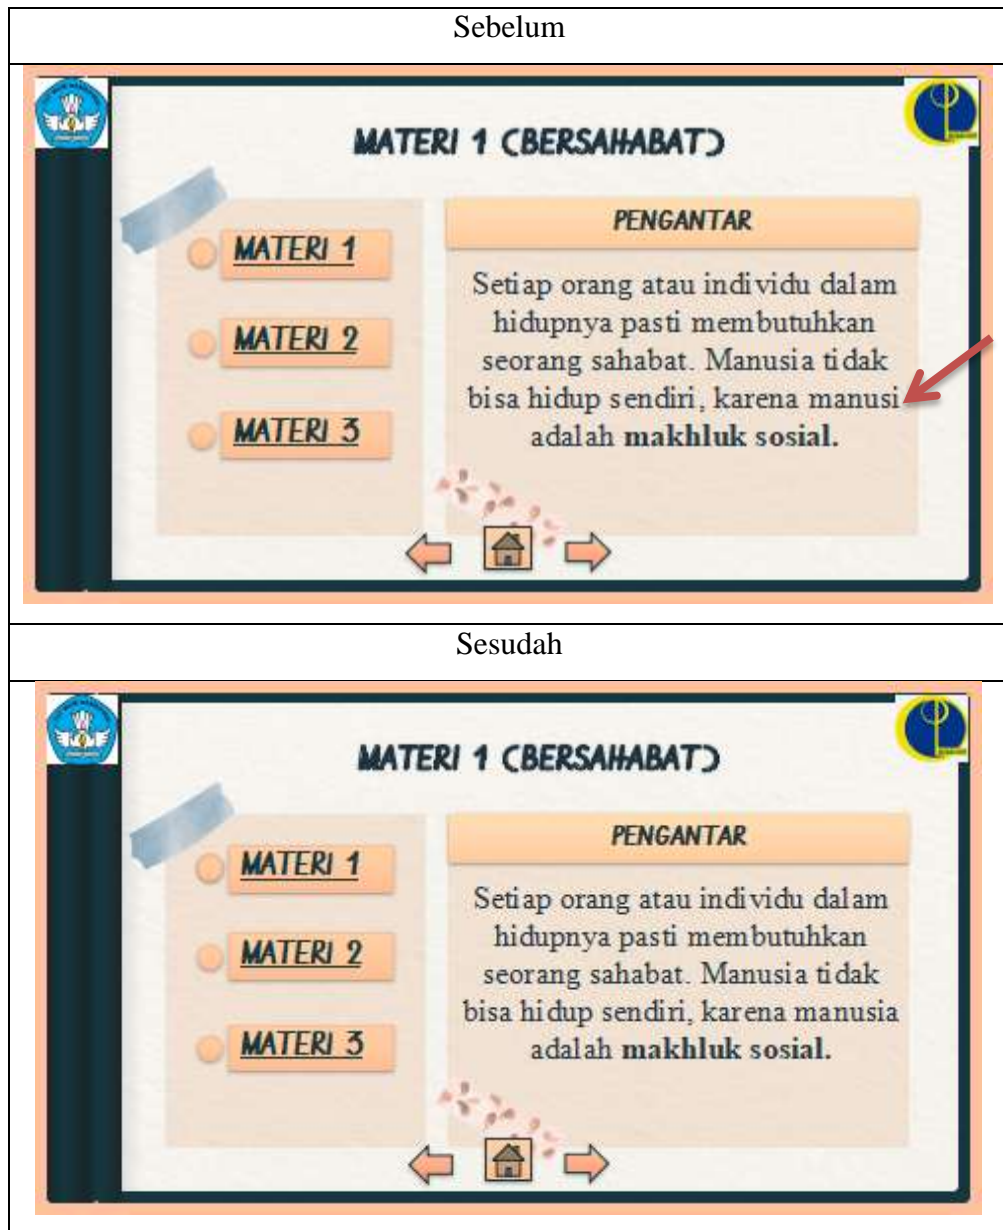 Sebelum
MATERI 1 (BERSAHABAT)
MATERI 1
MATERI 2
MATERI 3
PENGANTAR
Setiap orang atau individu dalam
hidupnya pasti membutuhkan
seorang sahabat. Manusia tidak
bisa hidup sendiri, karena manusi
adalah makhluk sosial.
Sesudah
MATERI 1 (BERSAHABAT)
MATERI 1
MATERI 2
MATERI 3
PENGANTAR
Setiap orang atau individu dalam
hidupnya pasti membutuhkan
seorang sahabat. Manusia tidak
bisa hidup sendiri, karena manusia
adalah makhluk sosial.